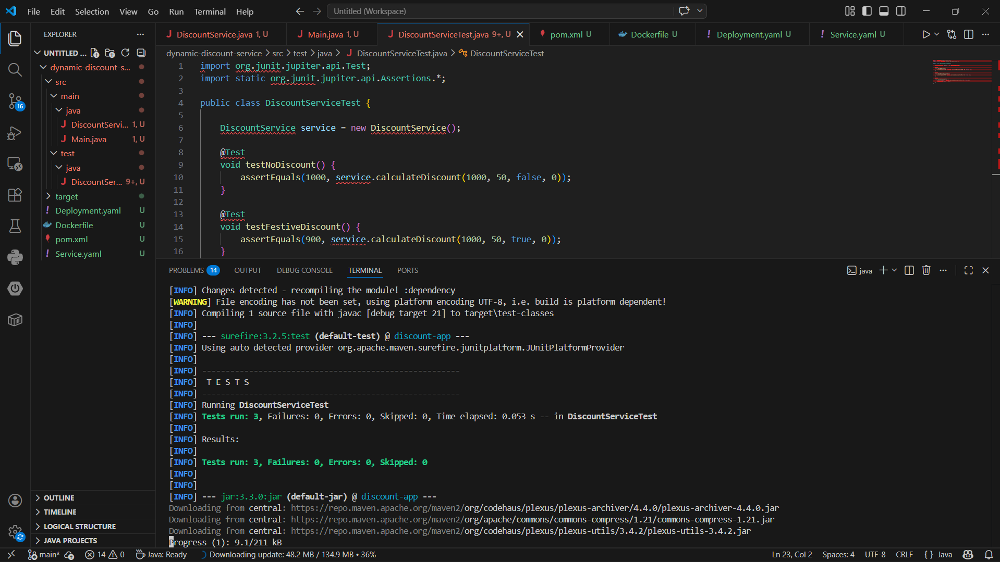 File Edit Selection View Go Run Terminal Help
Untitled (Workspace)
EXPLORER
UNTITLED ...
dynamic-discount-s...
src
main
java
DiscountServi... 1, U
Main.java 1, U
test
java
DiscountSer... 9+, U
target
Deployment.yaml U
Dockerfile U
pom.xml U
Service.yaml U
OUTLINE
TIMELINE
LOGICAL STRUCTURE
JAVA PROJECTS
16
DiscountService.java 1, U
Main.java 1, U
DiscountServiceTest.java 9+, U
pom.xml U
Dockerfile U
Deployment.yaml U
Service.yaml U
dynamic-discount-service > src > test > java > DiscountServiceTest.java > DiscountServiceTest
1 import org.junit.jupiter.api.Test;
2 import static org.junit.jupiter.api.Assertions.*;
3
4 public class DiscountServiceTest {
5
6 DiscountService service = new DiscountService();
7
8 @Test
9 void testNoDiscount() {
10 assertEquals(1000, service.calculateDiscount(1000, 50, false, 0));
11 }
12
13 @Test
14 void testFestiveDiscount() {
15 assertEquals(900, service.calculateDiscount(1000, 50, true, 0));
16 }
PROBLEMS 14 OUTPUT DEBUG CONSOLE TERMINAL PORTS
java
[INFO] Changes detected - recompiling the module! :dependency
[WARNING] File encoding has not been set, using platform encoding UTF-8, i.e. build is platform dependent!
[INFO] Compiling 1 source file with javac [debug target 21] to target\test-classes
[INFO]
[INFO] --- surefire:3.2.5:test (default-test) @ discount-app ---
[INFO] Using auto detected provider org.apache.maven.surefire.junitplatform.JUnitPlatformProvider
[INFO]
[INFO] -------------------------------------------------------
[INFO] T E S T S
[INFO] -------------------------------------------------------
[INFO] Running DiscountServiceTest
[INFO] Tests run: 3, Failures: 0, Errors: 0, Skipped: 0, Time elapsed: 0.053 s -- in DiscountServiceTest
[INFO]
[INFO] Results:
[INFO]
[INFO] Tests run: 3, Failures: 0, Errors: 0, Skipped: 0
[INFO]
[INFO]
[INFO] --- jar:3.3.0:jar (default-jar) @ discount-app ---
Downloading from central: https://repo.maven.apache.org/maven2/org/codehaus/plexus/plexus-archiver/4.4.0/plexus-archiver-4.4.0.jar
Downloading from central: https://repo.maven.apache.org/maven2/org/apache/commons/commons-compress/1.21/commons-compress-1.21.jar
Downloading from central: https://repo.maven.apache.org/maven2/org/codehaus/plexus/plexus-utils/3.4.2/plexus-utils-3.4.2.jar
Progress (1): 9.1/211 kB
main* 14 0 Java: Ready Downloading update: 48.2 MB / 134.9 MB • 36% Ln 23, Col 2 Spaces: 4 UTF-8 CRLF { } Java